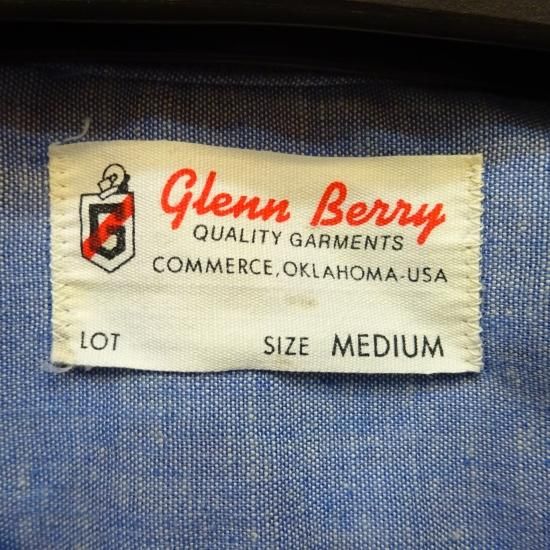 G
Glenn Berry
QUALITY GARMENTS
COMMERCE, OKLAHOMA-USA
LOT SIZE MEDIUM